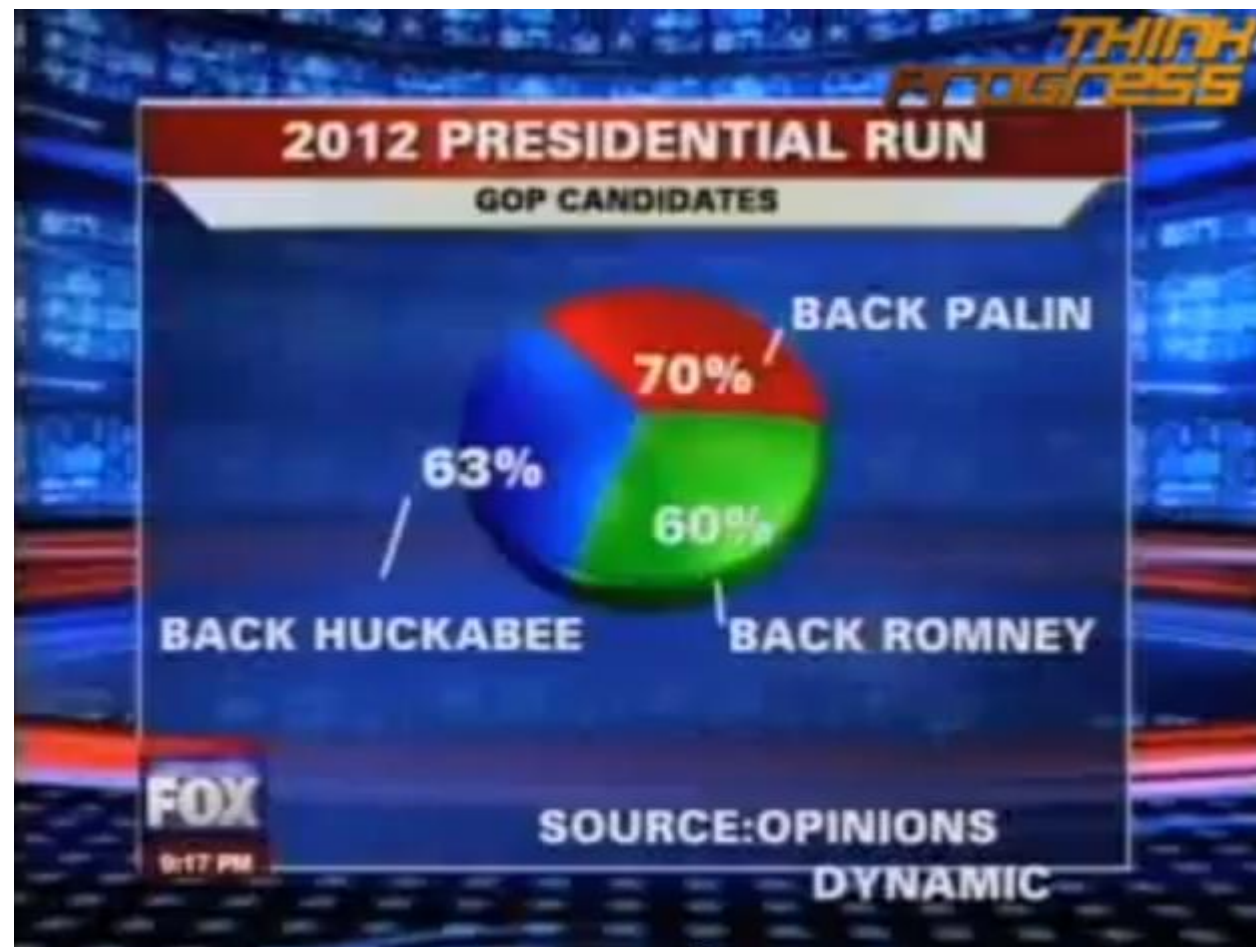 THINK
PROGRESS
2012 PRESIDENTIAL RUN
GOP CANDIDATES
BACK PALIN
70%
63%
60%
BACK HUCKABEE
BACK ROMNEY
FOX
9:17 PM
SOURCE:OPINIONS
DYNAMIC